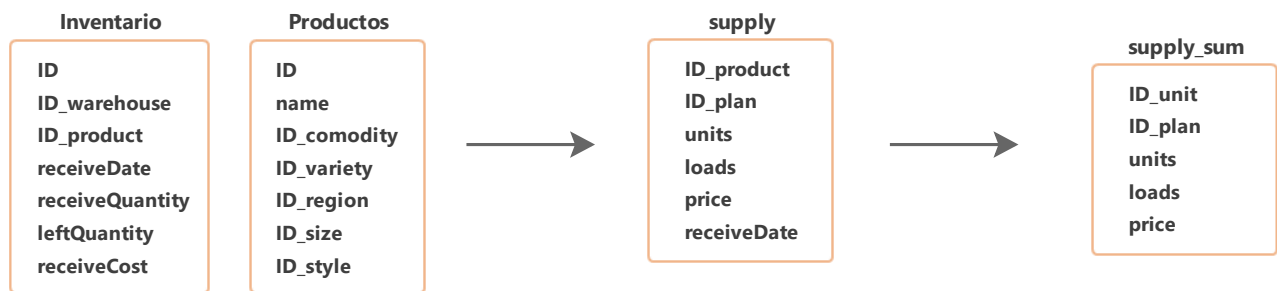 Inventario
ID
ID_warehouse
ID_product
receiveDate
receiveQuantity
leftQuantity
receiveCost
Productos
ID
name
ID_comodity
ID_variety
ID_region
ID_size
ID_style
supply
ID_product
ID_plan
units
loads
price
receiveDate
supply_sum
ID_unit
ID_plan
units
loads
price